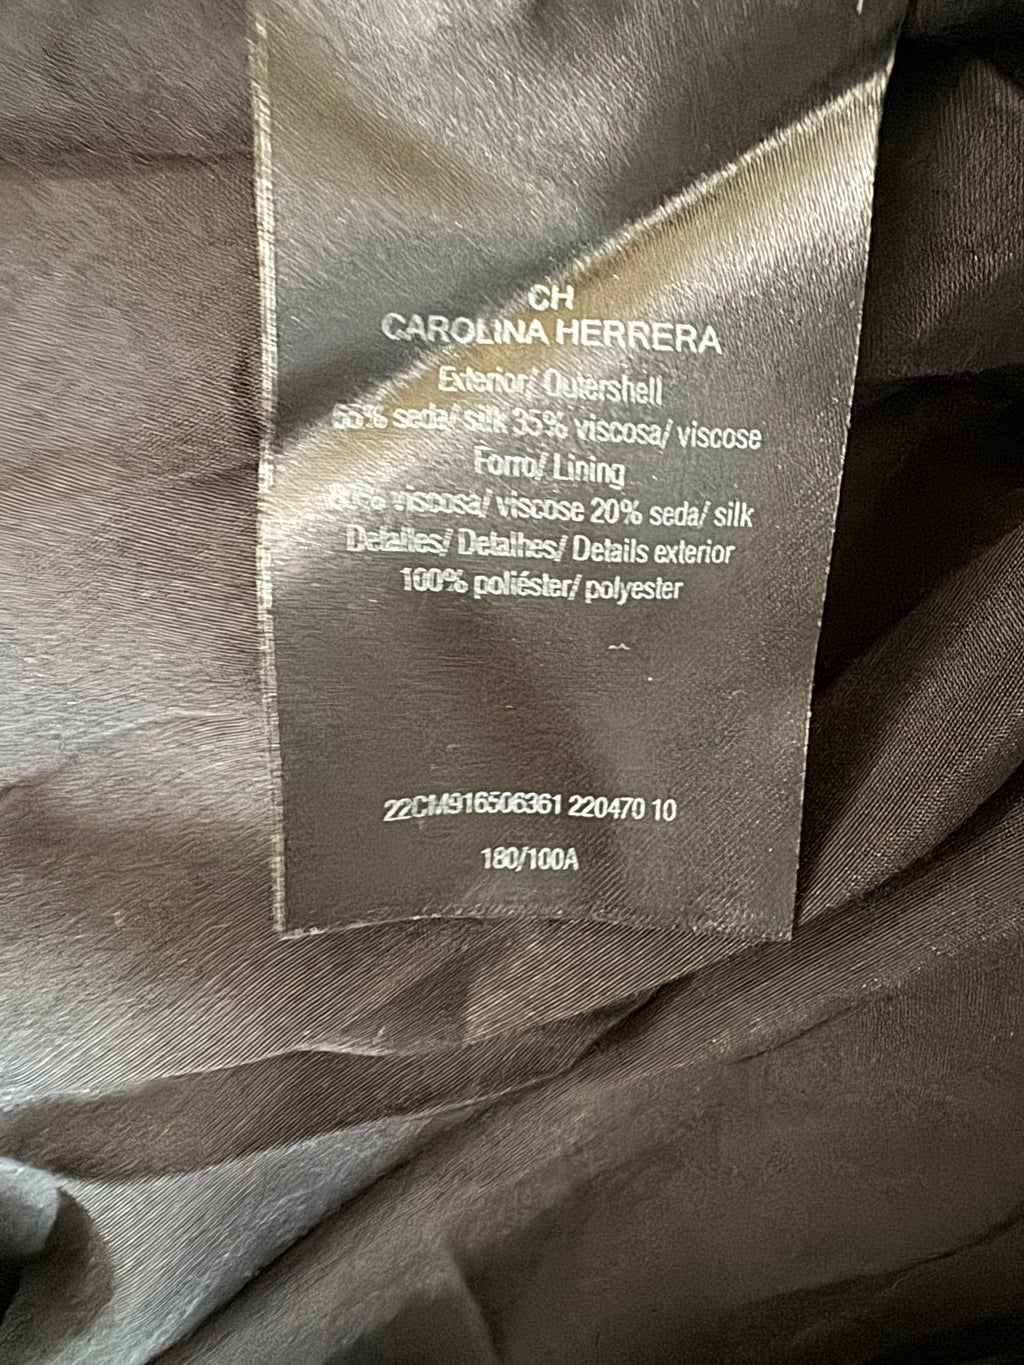 CH
CAROLINA HERRERA
Exterior/ Outershell
65% seda/ silk 35% viscosa/ viscose
Forro/ Lining
80% viscosa/ viscose 20% seda/ silk
Detalles/ Detalhes/ Details exterior
100% poliéster/ polyester
22CM916506361 220470 10
180/100A